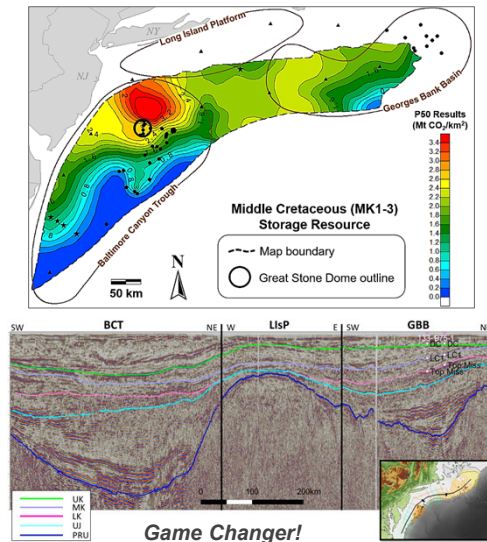 NY
NJ
Long Island Platform
Georges Bank Basin
Baltimore Canyon Trough
P50 Results
(Mt CO₂/km²)
3.4
3.2
3.0
2.8
2.6
2.4
2.2
2.0
1.8
1.6
1.4
1.2
1.0
0.8
0.6
0.4
0.2
0.0
Middle Cretaceous (MK1-3)
Storage Resource
Map boundary
Great Stone Dome outline
N
50 km
SW BCT NE W LIsP E SW GBB
LC1
Top Miss
0 100 200km
UK
MK
LK
UJ
PRU
Game Changer!